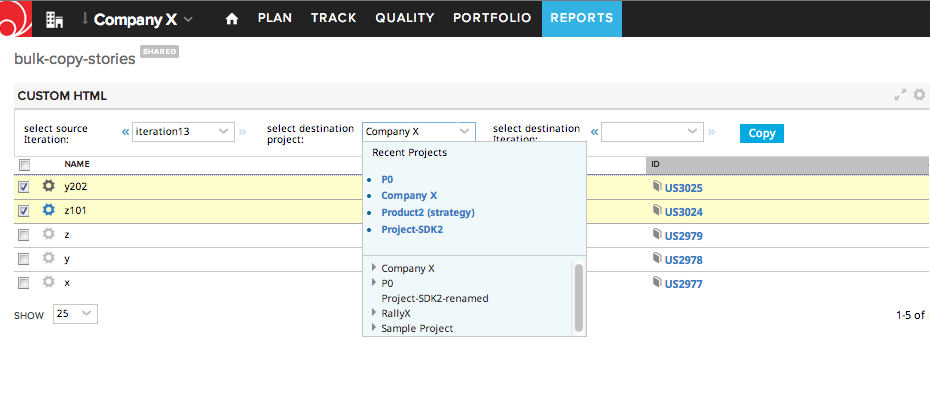 Company X
PLAN TRACK QUALITY PORTFOLIO REPORTS
bulk-copy-stories SHARED
CUSTOM HTML
select source Iteration: « iteration13 » select destination project: Company X select destination Iteration: « » Copy
Recent Projects
P0
Company X
Product2 (strategy)
Project-SDK2
Company X
P0
Project-SDK2-renamed
RallyX
Sample Project
NAME ID
y202 US3025
z101 US3024
z US2979
y US2978
x US2977
SHOW 25 1-5 of